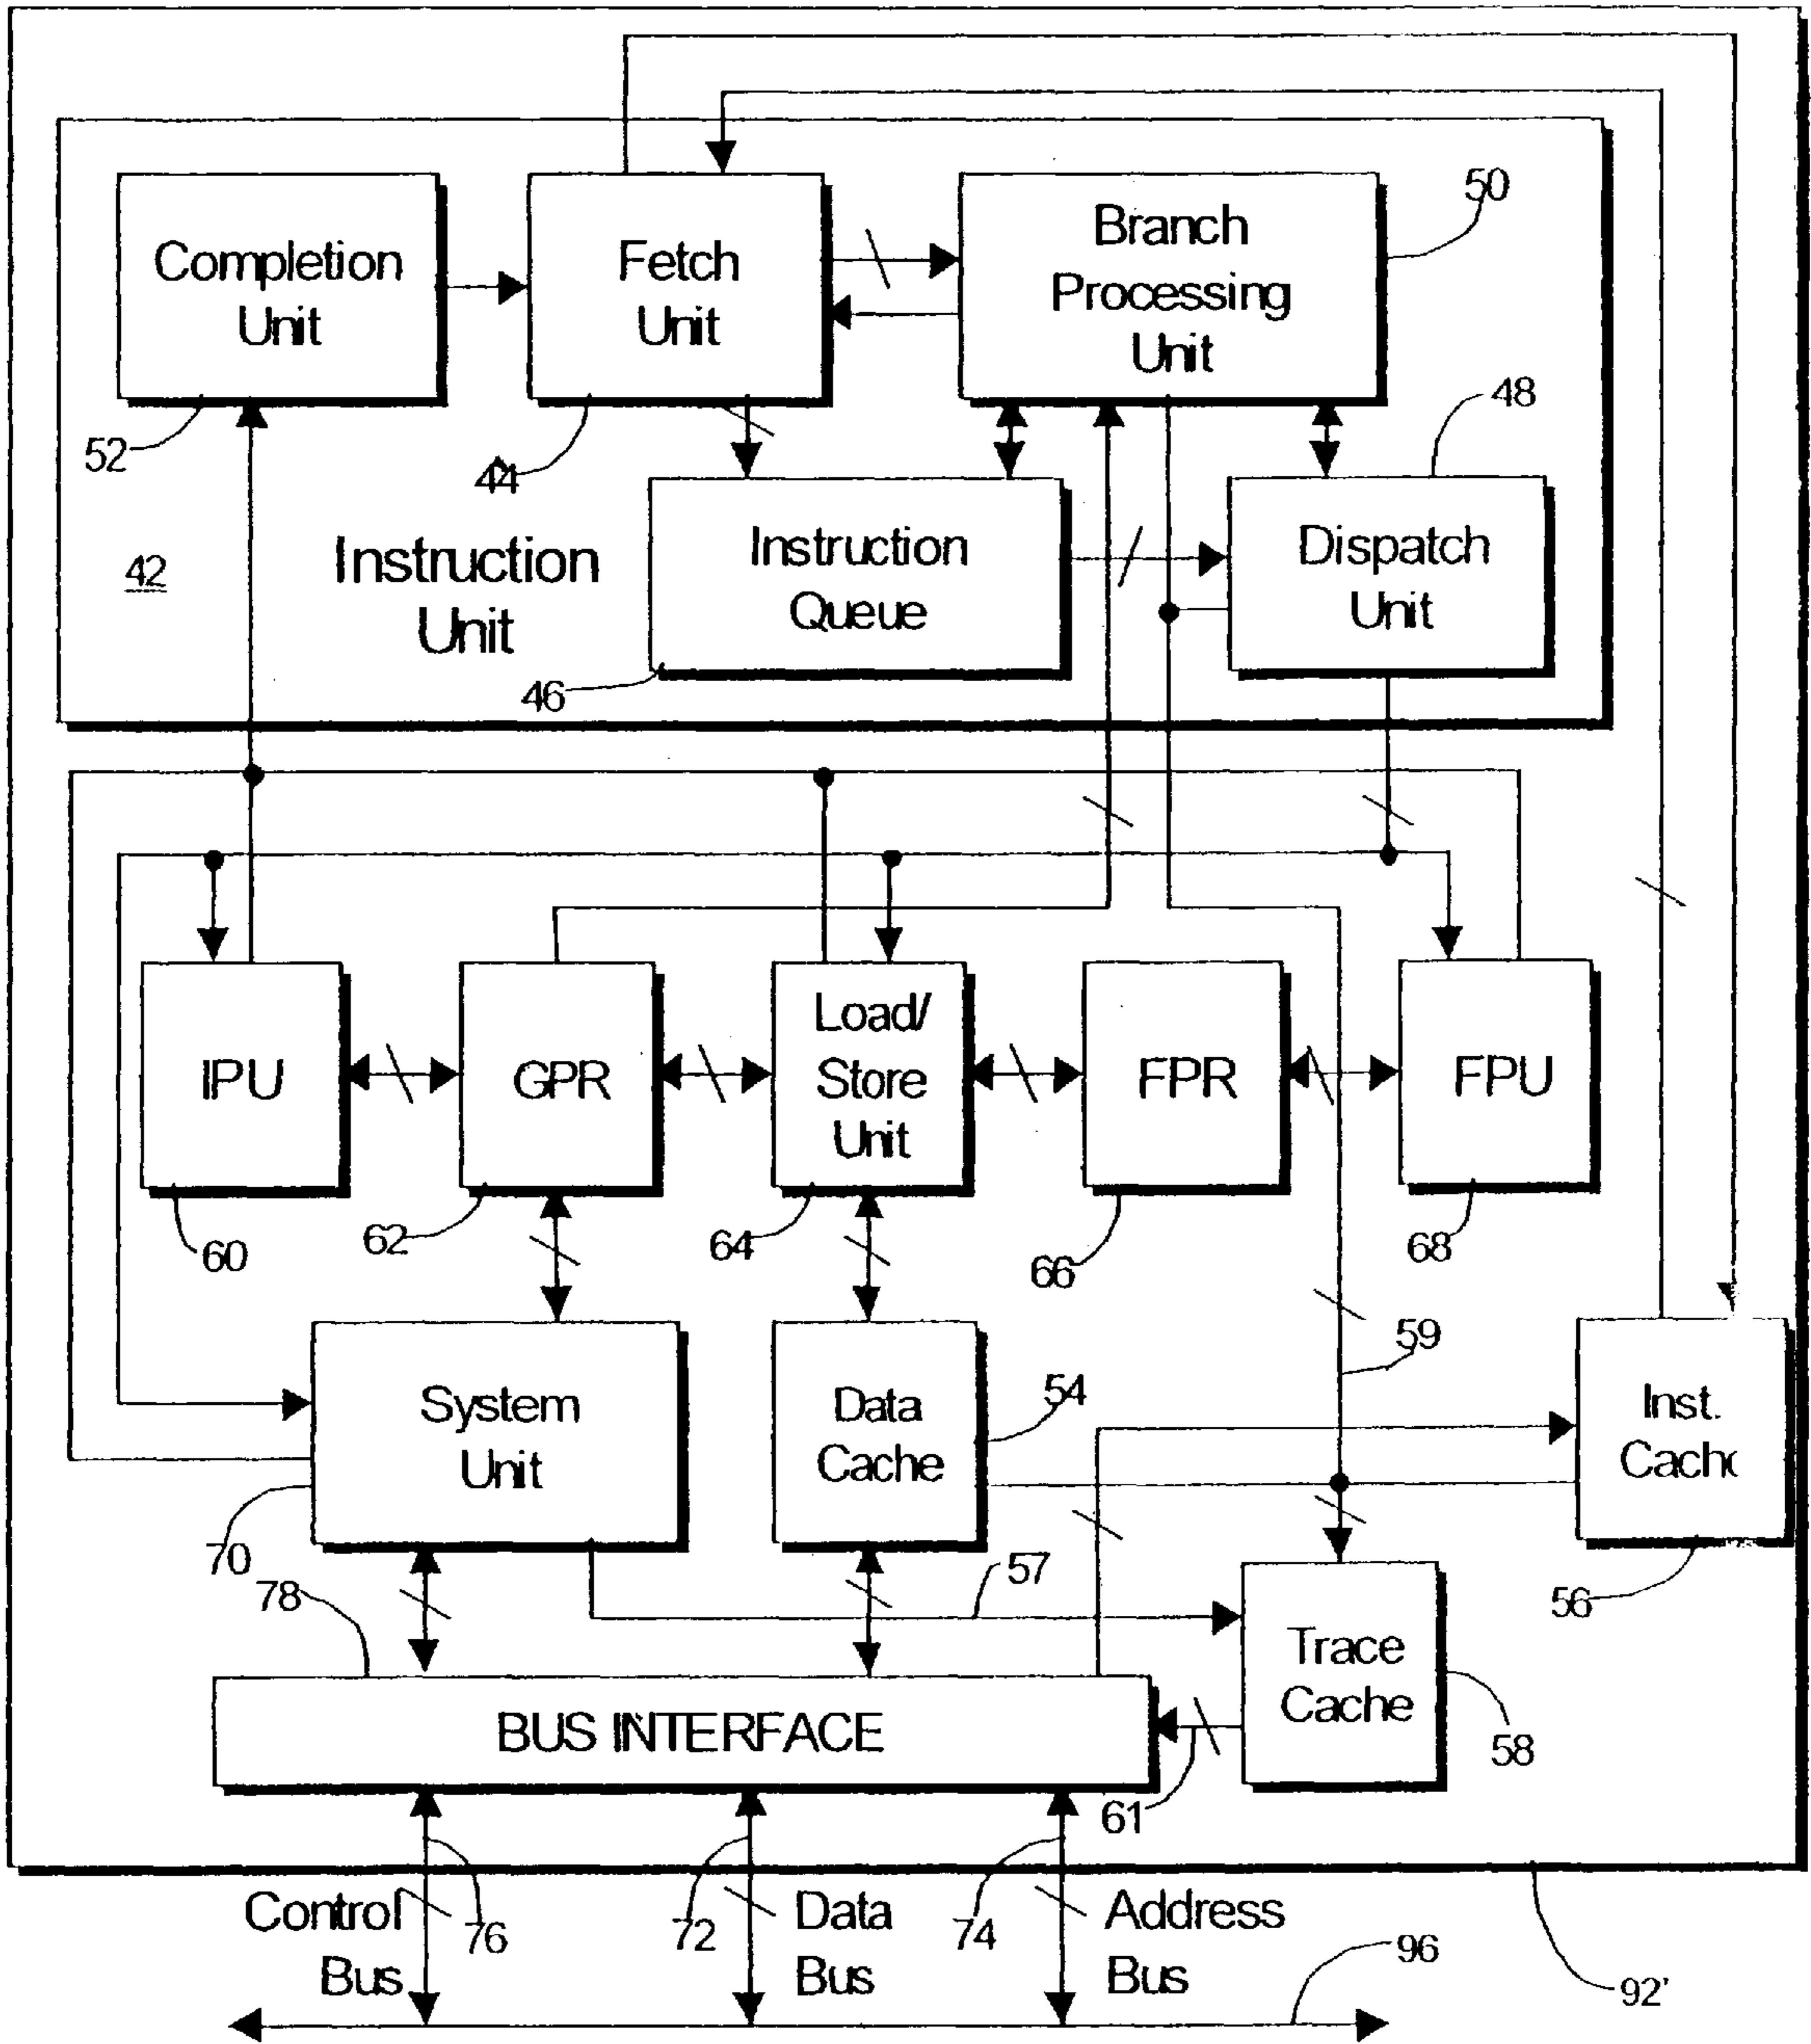 50
Completion
Unit
Fetch
Unit
Branch
Processing
Unit
48
52
44
42
Instruction
Unit
Instruction
Queue
Dispatch
Unit
46
IPU
GPR
Load/
Store
Unit
FPR
FPU
60
62
64
66
68
59
System
Unit
Data
Cache
54
Inst.
Cache
70
57
78
56
Trace
Cache
BUS INTERFACE
58
61
Control
Bus
76
72
Data
Bus
74
Address
Bus
96
92'